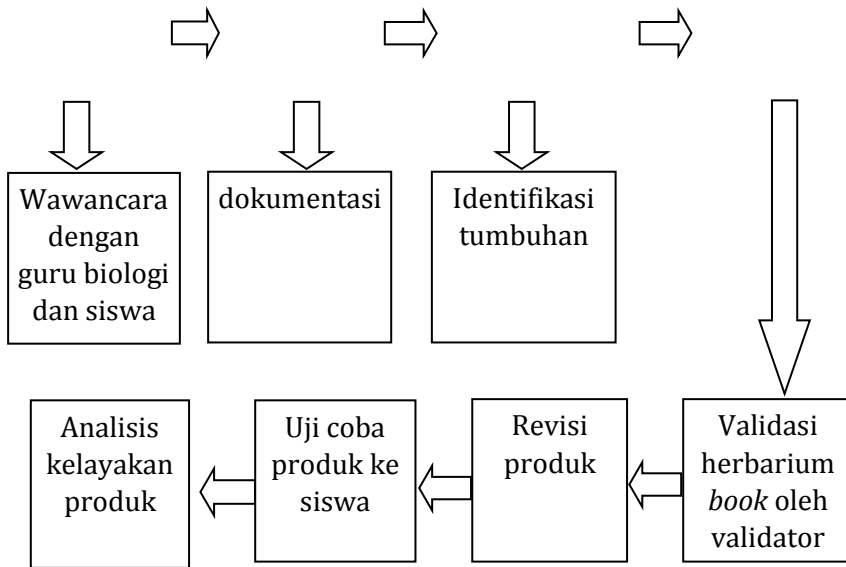 Wawancara
dengan
guru biologi
dan siswa
dokumentasi
Identifikasi
tumbuhan
Analisis
kelayakan
produk
Uji coba
produk ke
siswa
Revisi
produk
Validasi
herbarium
book oleh
validator